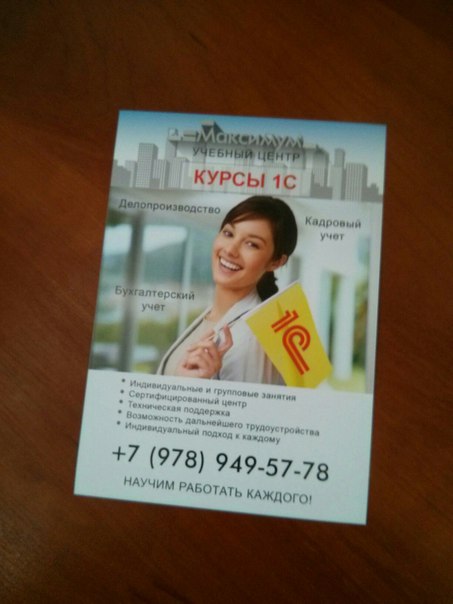 Максимум
УЧЕБНЫЙ ЦЕНТР
КУРСЫ 1С
Делопроизводство
Кадровый
учет
Бухгалтерский
учет
1С
• Индивидуальные и групповые занятия
• Сертифицированный центр
• Техническая поддержка
• Возможность дальнейшего трудоустройства
• Индивидуальный подход к каждому
+7 (978) 949-57-78
НАУЧИМ РАБОТАТЬ КАЖДОГО!